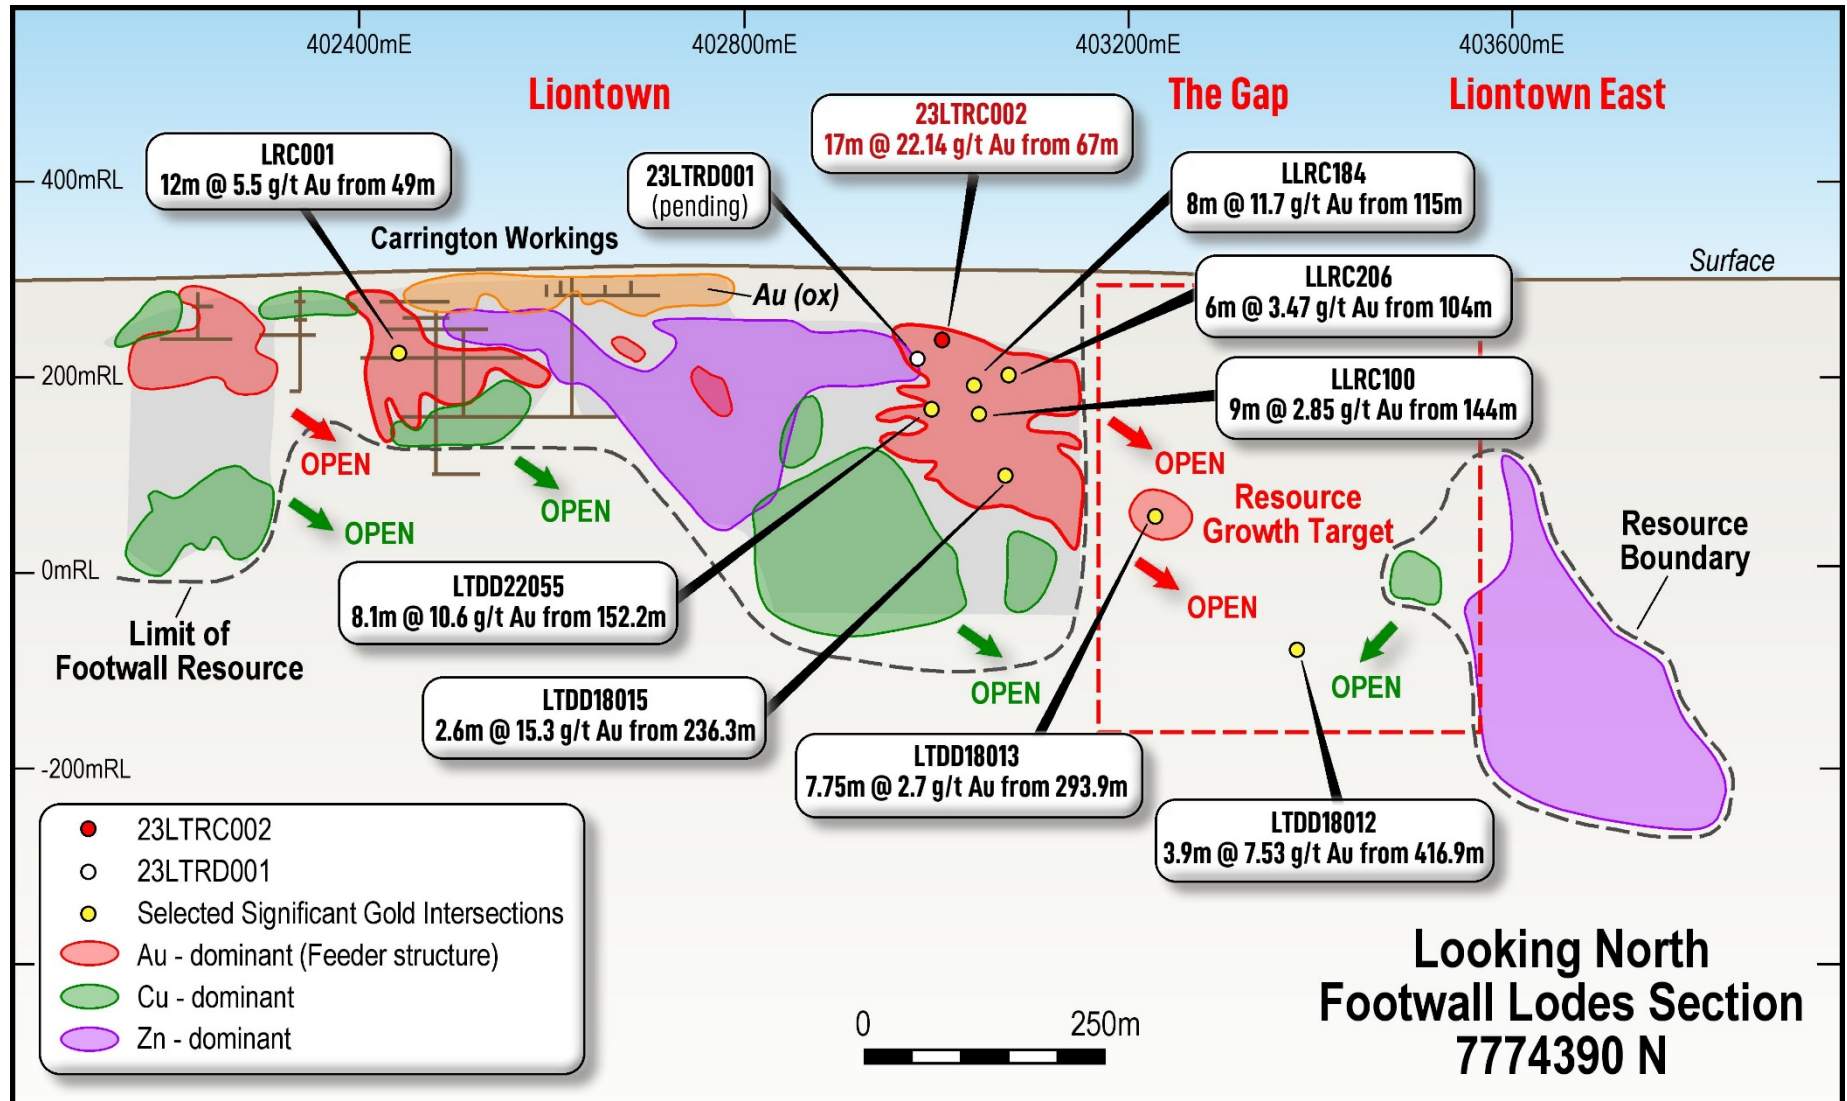 402400mE
402800mE
403200mE
403600mE
Liontown
The Gap
Liontown East
23LTRC002
17m @ 22.14 g/t Au from 67m
LRC001
12m @ 5.5 g/t Au from 49m
23LTRD001
(pending)
LLRC184
8m @ 11.7 g/t Au from 115m
400mRL
Carrington Workings
Surface
LLRC206
6m @ 3.47 g/t Au from 104m
Au (ox)
200mRL
LLRC100
9m @ 2.85 g/t Au from 144m
OPEN
OPEN
OPEN
OPEN
Resource
Growth Target
Resource
Boundary
0mRL
OPEN
LTDD22055
8.1m @ 10.6 g/t Au from 152.2m
Limit of
Footwall Resource
OPEN
OPEN
LTDD18015
2.6m @ 15.3 g/t Au from 236.3m
LTDD18013
7.75m @ 2.7 g/t Au from 293.9m
-200mRL
LTDD18012
3.9m @ 7.53 g/t Au from 416.9m
23LTRC002
23LTRD001
Selected Significant Gold Intersections
Au - dominant (Feeder structure)
Cu - dominant
Zn - dominant
0
250m
Looking North
Footwall Lodes Section
7774390 N